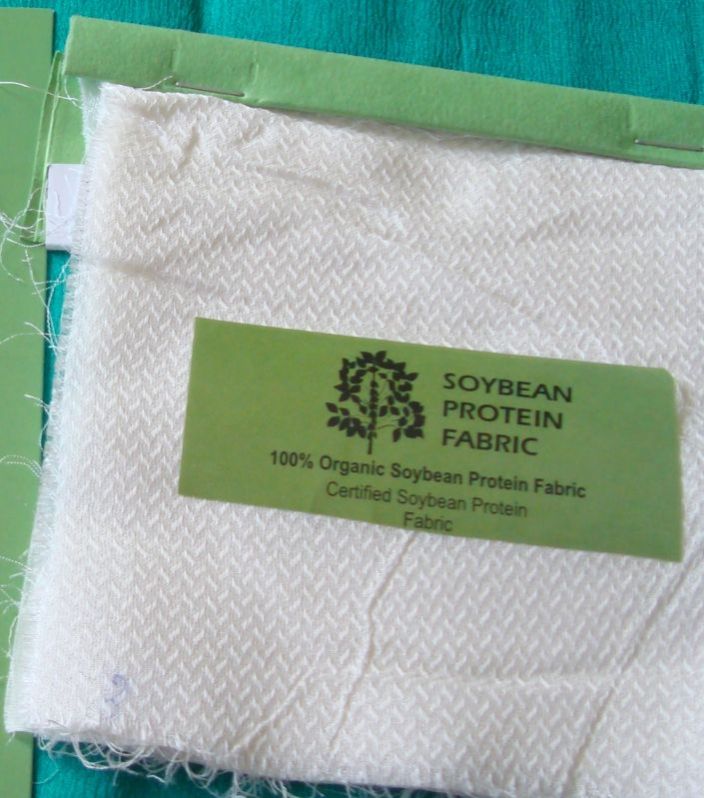 SOYBEAN
PROTEIN
FABRIC
100% Organic Soybean Protein Fabric
Certified Soybean Protein
Fabric